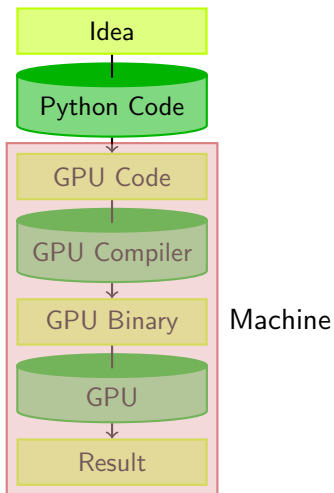 Idea
Python Code
GPU Code
GPU Compiler
GPU Binary
Machine
GPU
Result